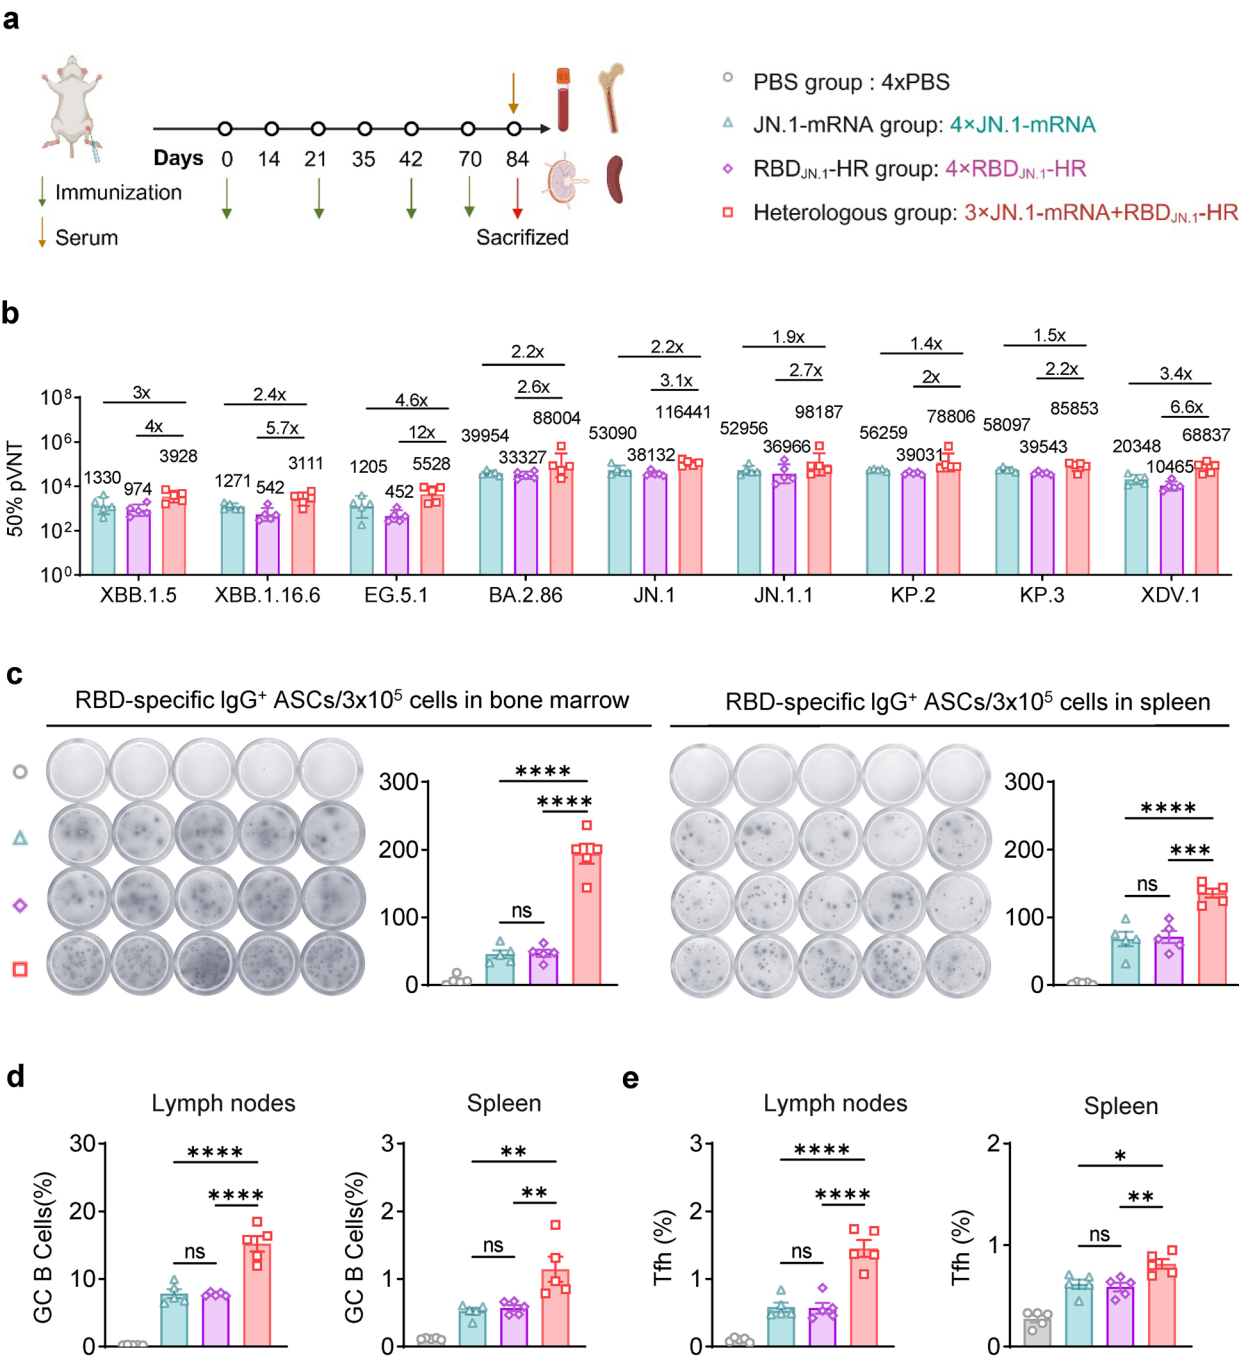 a
Days 0 14 21 35 42 70 84
Immunization
Serum
Sacrifized
PBS group : 4xPBS
JN.1-mRNA group: 4×JN.1-mRNA
RBDJN.1-HR group: 4×RBDJN.1-HR
Heterologous group: 3×JN.1-mRNA+RBDJN.1-HR
b
50% pVNT
10⁸
10⁶
10⁴
10²
10⁰
3x
4x
1330 974 3928
XBB.1.5
2.4x
5.7x
1271 542 3111
XBB.1.16.6
4.6x
12x
1205 452 5528
EG.5.1
2.2x
2.6x
39954 33327 88004
BA.2.86
2.2x
3.1x
53090 38132 116441
JN.1
1.9x
2.7x
52956 36966 98187
JN.1.1
1.4x
2x
56259 39031 78806
KP.2
1.5x
2.2x
58097 39543 85853
KP.3
3.4x
6.6x
20348 10465 68837
XDV.1
c
RBD-specific IgG⁺ ASCs/3x10⁵ cells in bone marrow
300
200
100
0
****
****
ns
RBD-specific IgG⁺ ASCs/3x10⁵ cells in spleen
300
200
100
0
****
***
ns
d
Lymph nodes
GC B Cells(%)
30
20
10
0
****
****
ns
Spleen
GC B Cells(%)
3
2
1
0
**
**
ns
e
Lymph nodes
Tfh (%)
3
2
1
0
****
****
ns
Spleen
Tfh (%)
2
1
0
*
**
ns